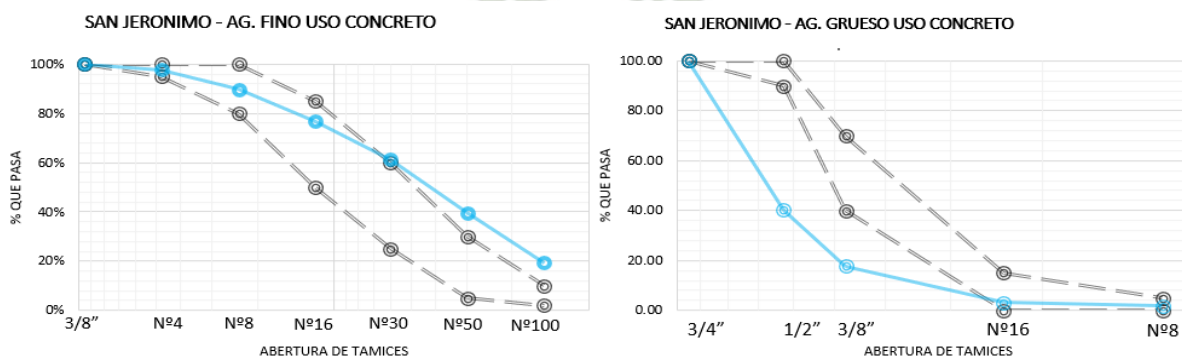 SAN JERONIMO - AG. FINO USO CONCRETO
100%
80%
60%
40%
20%
0%
% QUE PASA
3/8” Nº4 Nº8 Nº16 Nº30 Nº50 Nº100
ABERTURA DE TAMICES
SAN JERONIMO - AG. GRUESO USO CONCRETO
100.00
80.00
60.00
40.00
20.00
0.00
% QUE PASA
3/4” 1/2” 3/8” Nº16 Nº8
ABERTURA DE TAMICES